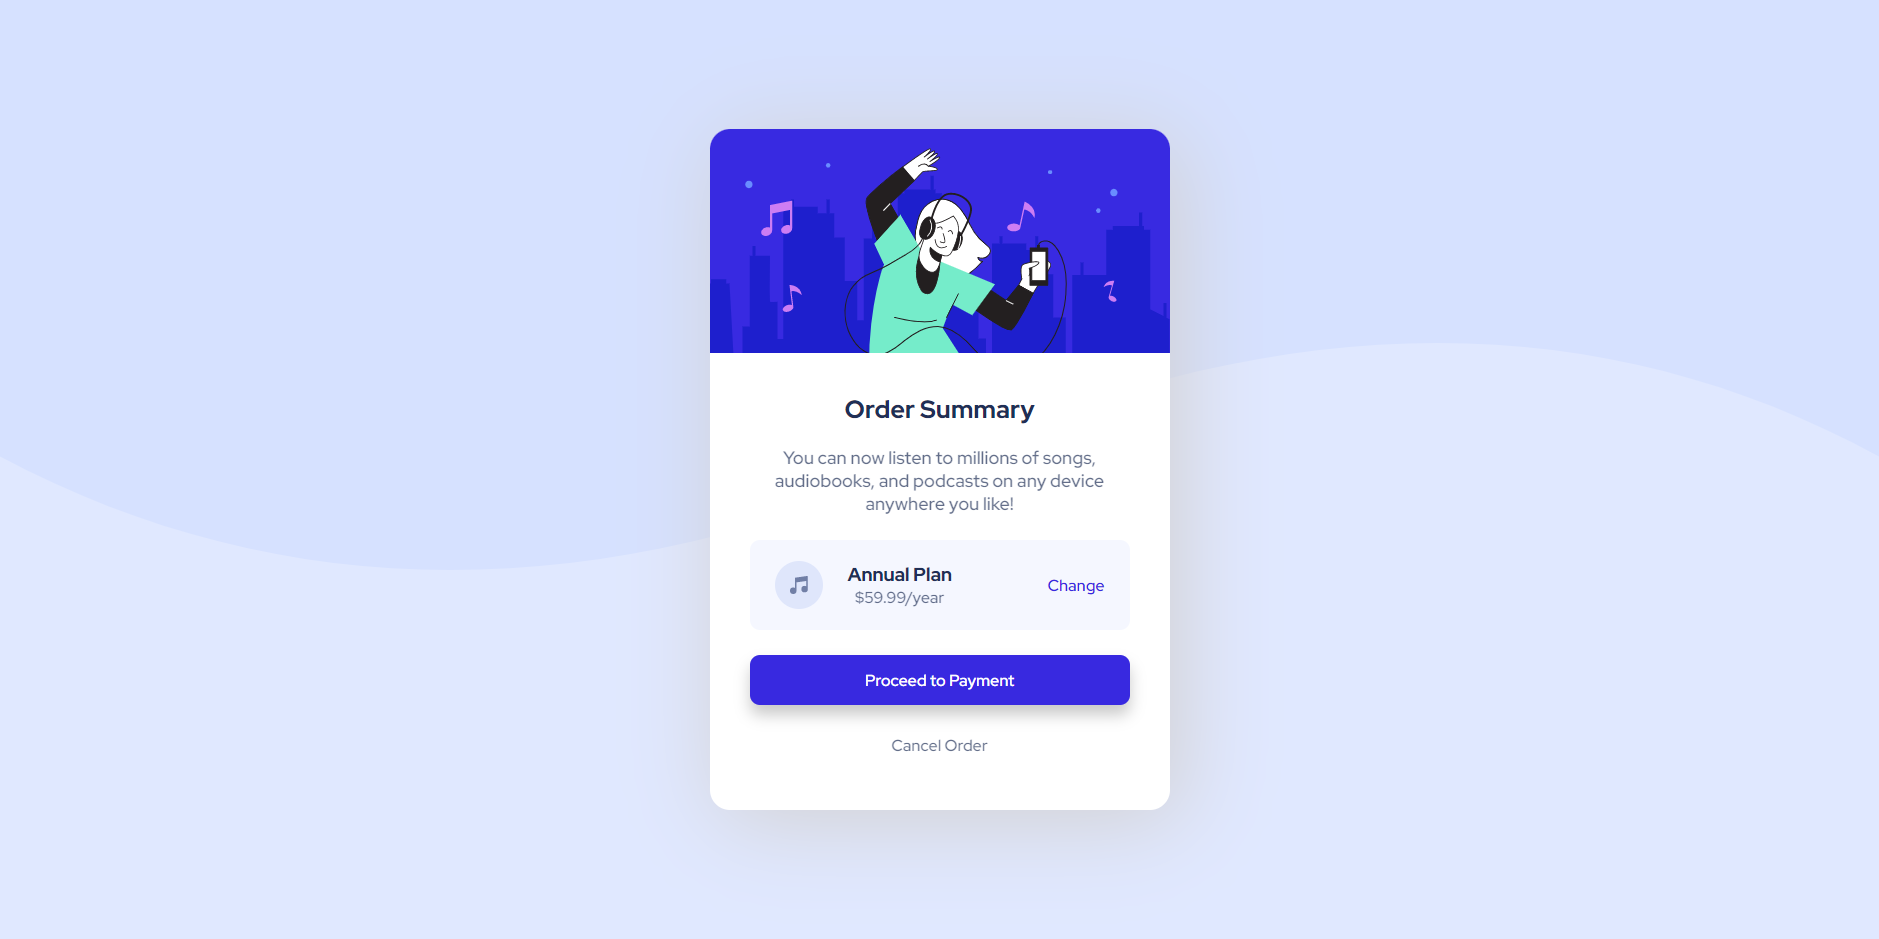 Order Summary
You can now listen to millions of songs,
audiobooks, and podcasts on any device
anywhere you like!
Annual Plan
$59.99/year
Change
Proceed to Payment
Cancel Order